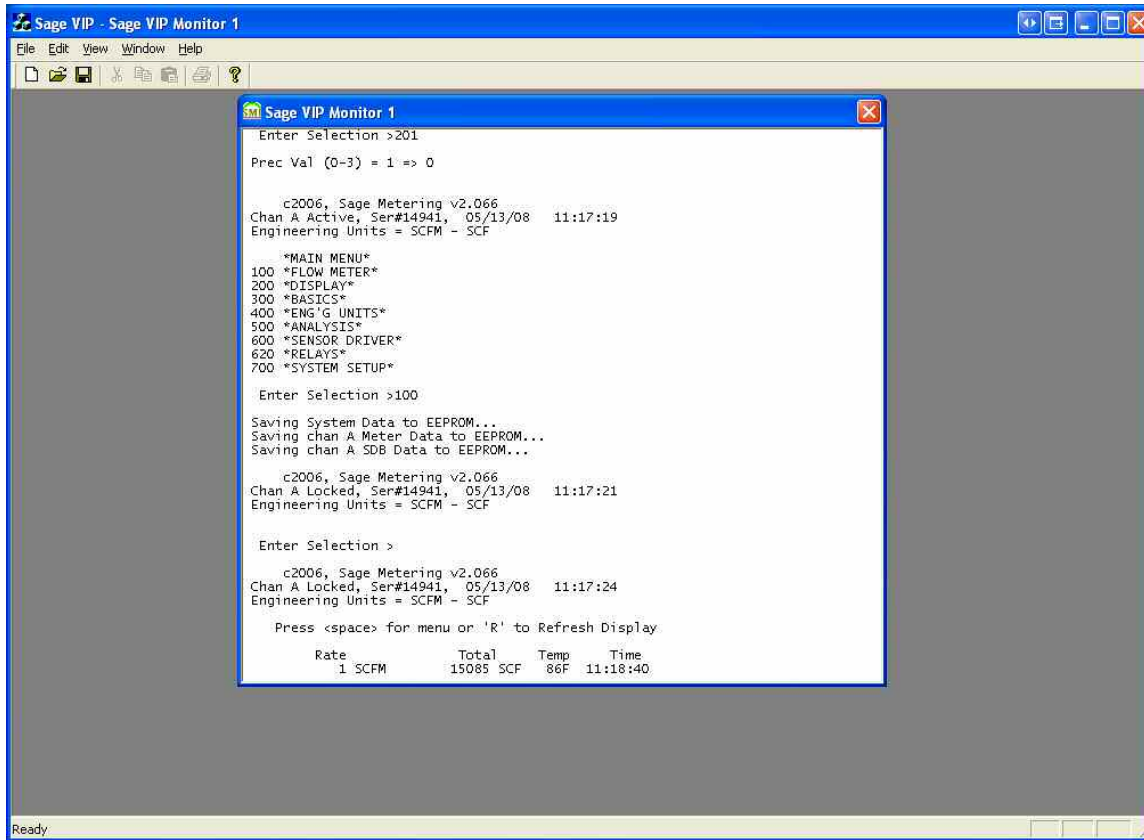 Sage VIP - Sage VIP Monitor 1
File Edit View Window Help
Sage VIP Monitor 1
Enter Selection >201
Prec Val (0-3) = 1 => 0
c2006, Sage Metering v2.066
Chan A Active, Ser#14941, 05/13/08 11:17:19
Engineering Units = SCFM - SCF
*MAIN MENU*
100 *FLOW METER*
200 *DISPLAY*
300 *BASICS*
400 *ENG'G UNITS*
500 *ANALYSIS*
600 *SENSOR DRIVER*
620 *RELAYS*
700 *SYSTEM SETUP*
Enter Selection >100
Saving System Data to EEPROM...
Saving chan A Meter Data to EEPROM...
Saving chan A SDB Data to EEPROM...
c2006, Sage Metering v2.066
Chan A Locked, Ser#14941, 05/13/08 11:17:21
Engineering Units = SCFM - SCF
Enter Selection >
c2006, Sage Metering v2.066
Chan A Locked, Ser#14941, 05/13/08 11:17:24
Engineering Units = SCFM - SCF
Press <space> for menu or 'R' to Refresh Display
Rate Total Temp Time
1 SCFM 15085 SCF 86F 11:18:40
Ready